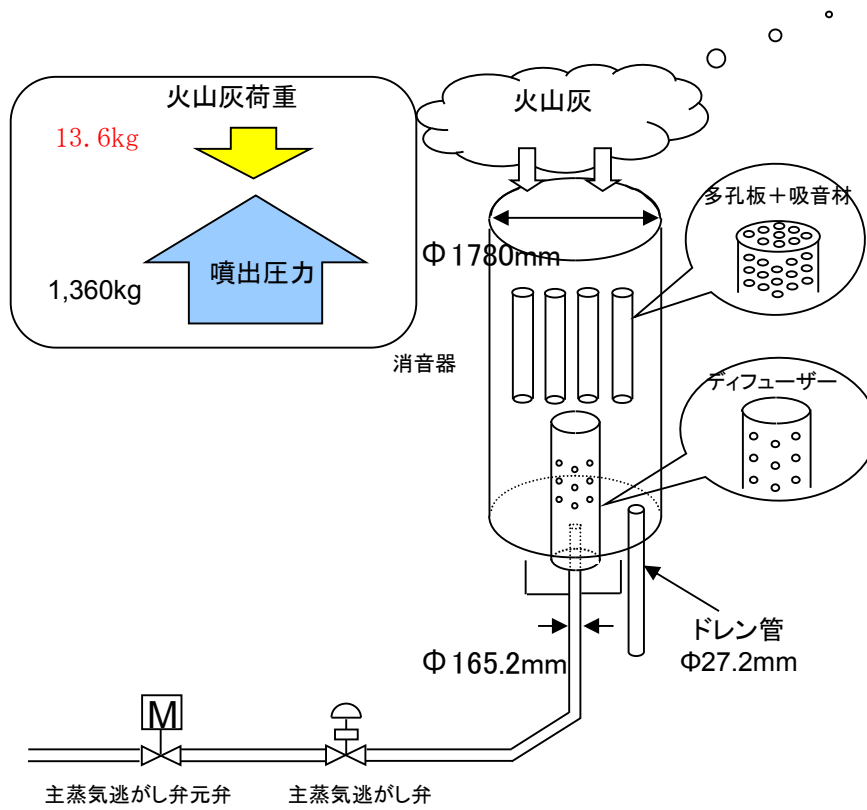 火山灰荷重
13.6kg
噴出圧力
1,360kg
火山灰
多孔板+吸音材
Φ1780mm
消音器
ディフューザー
ドレン管
Φ27.2mm
Φ165.2mm
M
主蒸気逃がし弁元弁
主蒸気逃がし弁